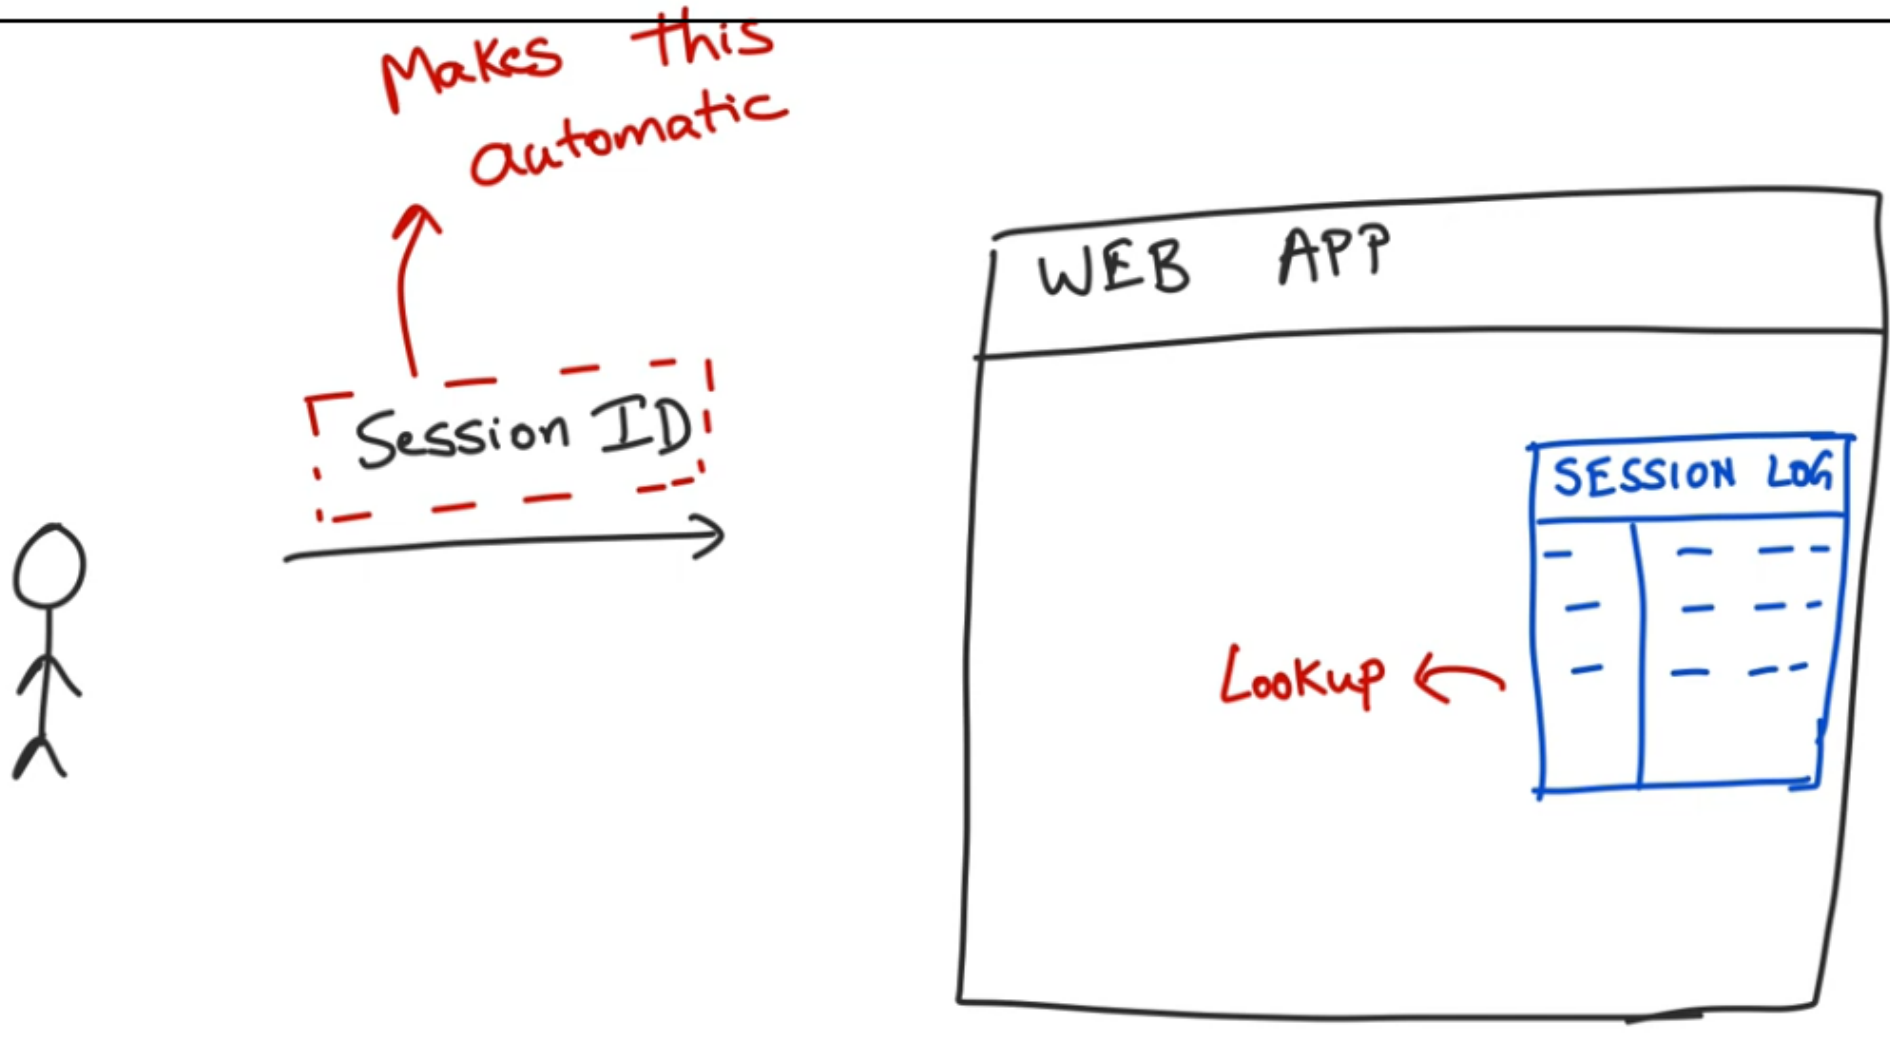 Makes this
automatic
Session ID
WEB APP
SESSION LOG
Lookup